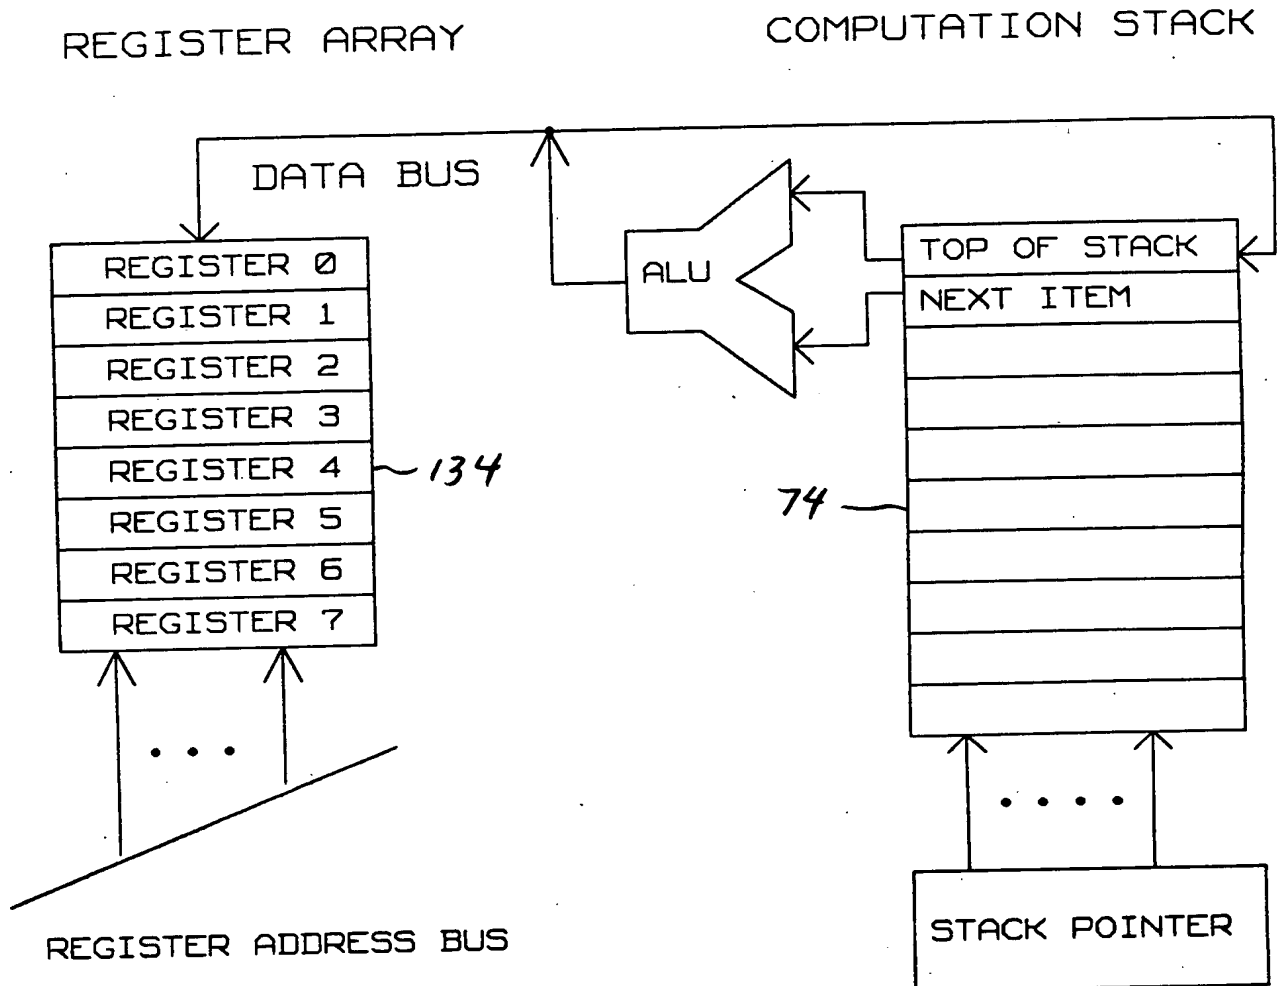 REGISTER ARRAY
COMPUTATION STACK
DATA BUS
REGISTER 0
REGISTER 1
REGISTER 2
REGISTER 3
REGISTER 4
REGISTER 5
REGISTER 6
REGISTER 7
134
ALU
TOP OF STACK
NEXT ITEM
74
REGISTER ADDRESS BUS
STACK POINTER